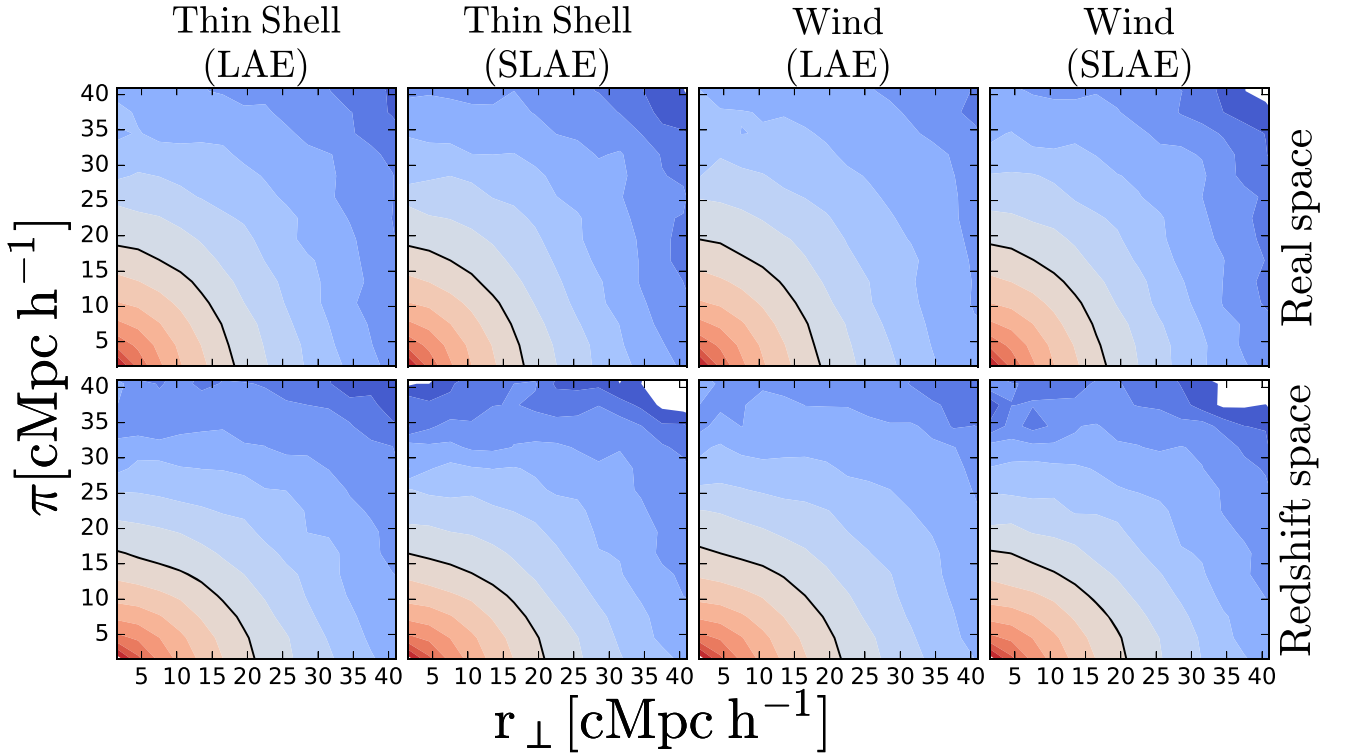 Thin Shell
(LAE)
Thin Shell
(SLAE)
Wind
(LAE)
Wind
(SLAE)
40
35
30
25
20
15
10
5
Real space
40
35
30
25
20
15
10
5
Redshift space
π [cMpc h⁻¹]
5 10 15 20 25 30 35 40
5 10 15 20 25 30 35 40
5 10 15 20 25 30 35 40
5 10 15 20 25 30 35 40
r⊥ [cMpc h⁻¹]